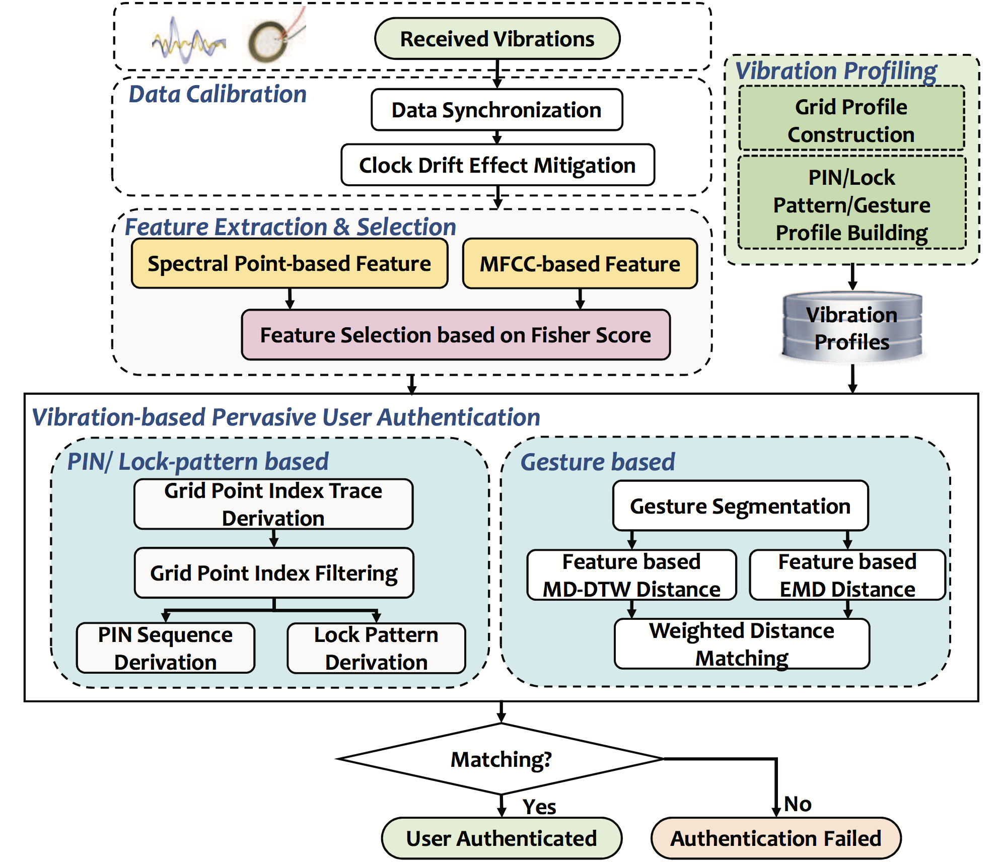 Received Vibrations
Data Calibration
Data Synchronization
Clock Drift Effect Mitigation
Feature Extraction & Selection
Spectral Point-based Feature
MFCC-based Feature
Feature Selection based on Fisher Score
Vibration Profiling
Grid Profile
Construction
PIN/Lock
Pattern/Gesture
Profile Building
Vibration
Profiles
Vibration-based Pervasive User Authentication
PIN/ Lock-pattern based
Grid Point Index Trace
Derivation
Grid Point Index Filtering
PIN Sequence
Derivation
Lock Pattern
Derivation
Gesture based
Gesture Segmentation
Feature based
MD-DTW Distance
Feature based
EMD Distance
Weighted Distance
Matching
Matching?
Yes
No
User Authenticated
Authentication Failed